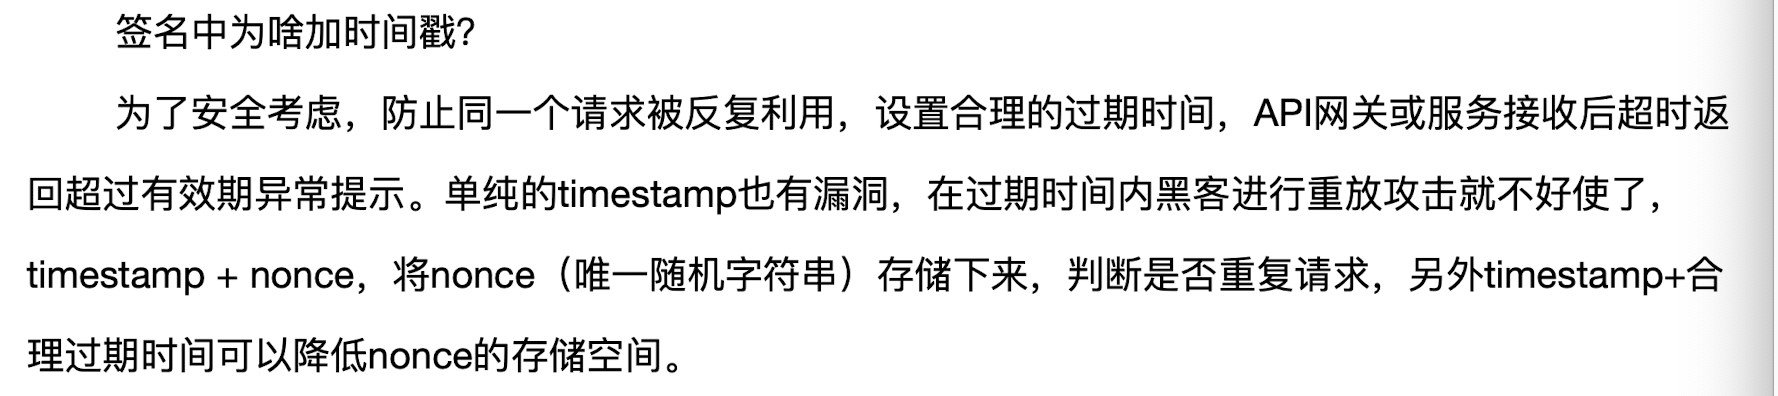 签名中为啥加时间戳？
为了安全考虑，防止同一个请求被反复利用，设置合理的过期时间，API网关或服务接收后超时返
回超过有效期异常提示。单纯的timestamp也有漏洞，在过期时间内黑客进行重放攻击就不好使了，
timestamp + nonce，将nonce（唯一随机字符串）存储下来，判断是否重复请求，另外timestamp+合
理过期时间可以降低nonce的存储空间。